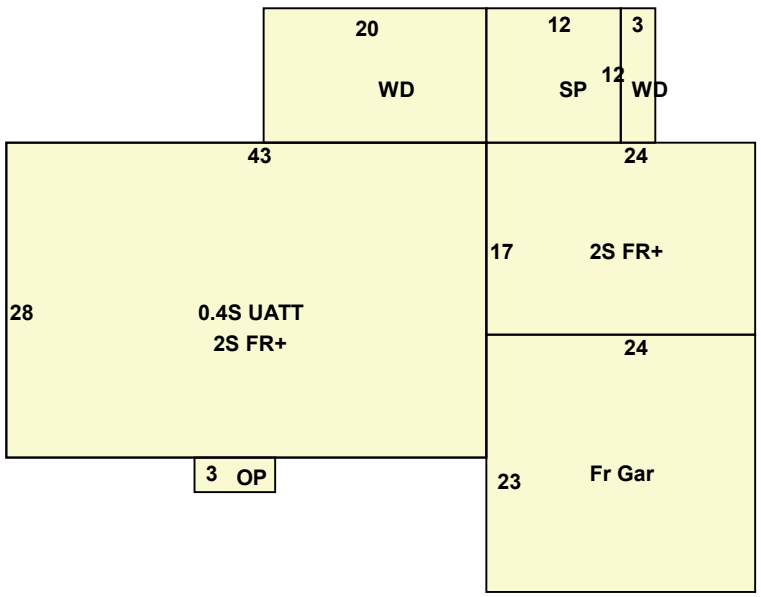 20
12
3
WD
SP
12
WD
43
24
28
0.4S UATT
2S FR+
17
2S FR+
24
3
OP
23
Fr Gar